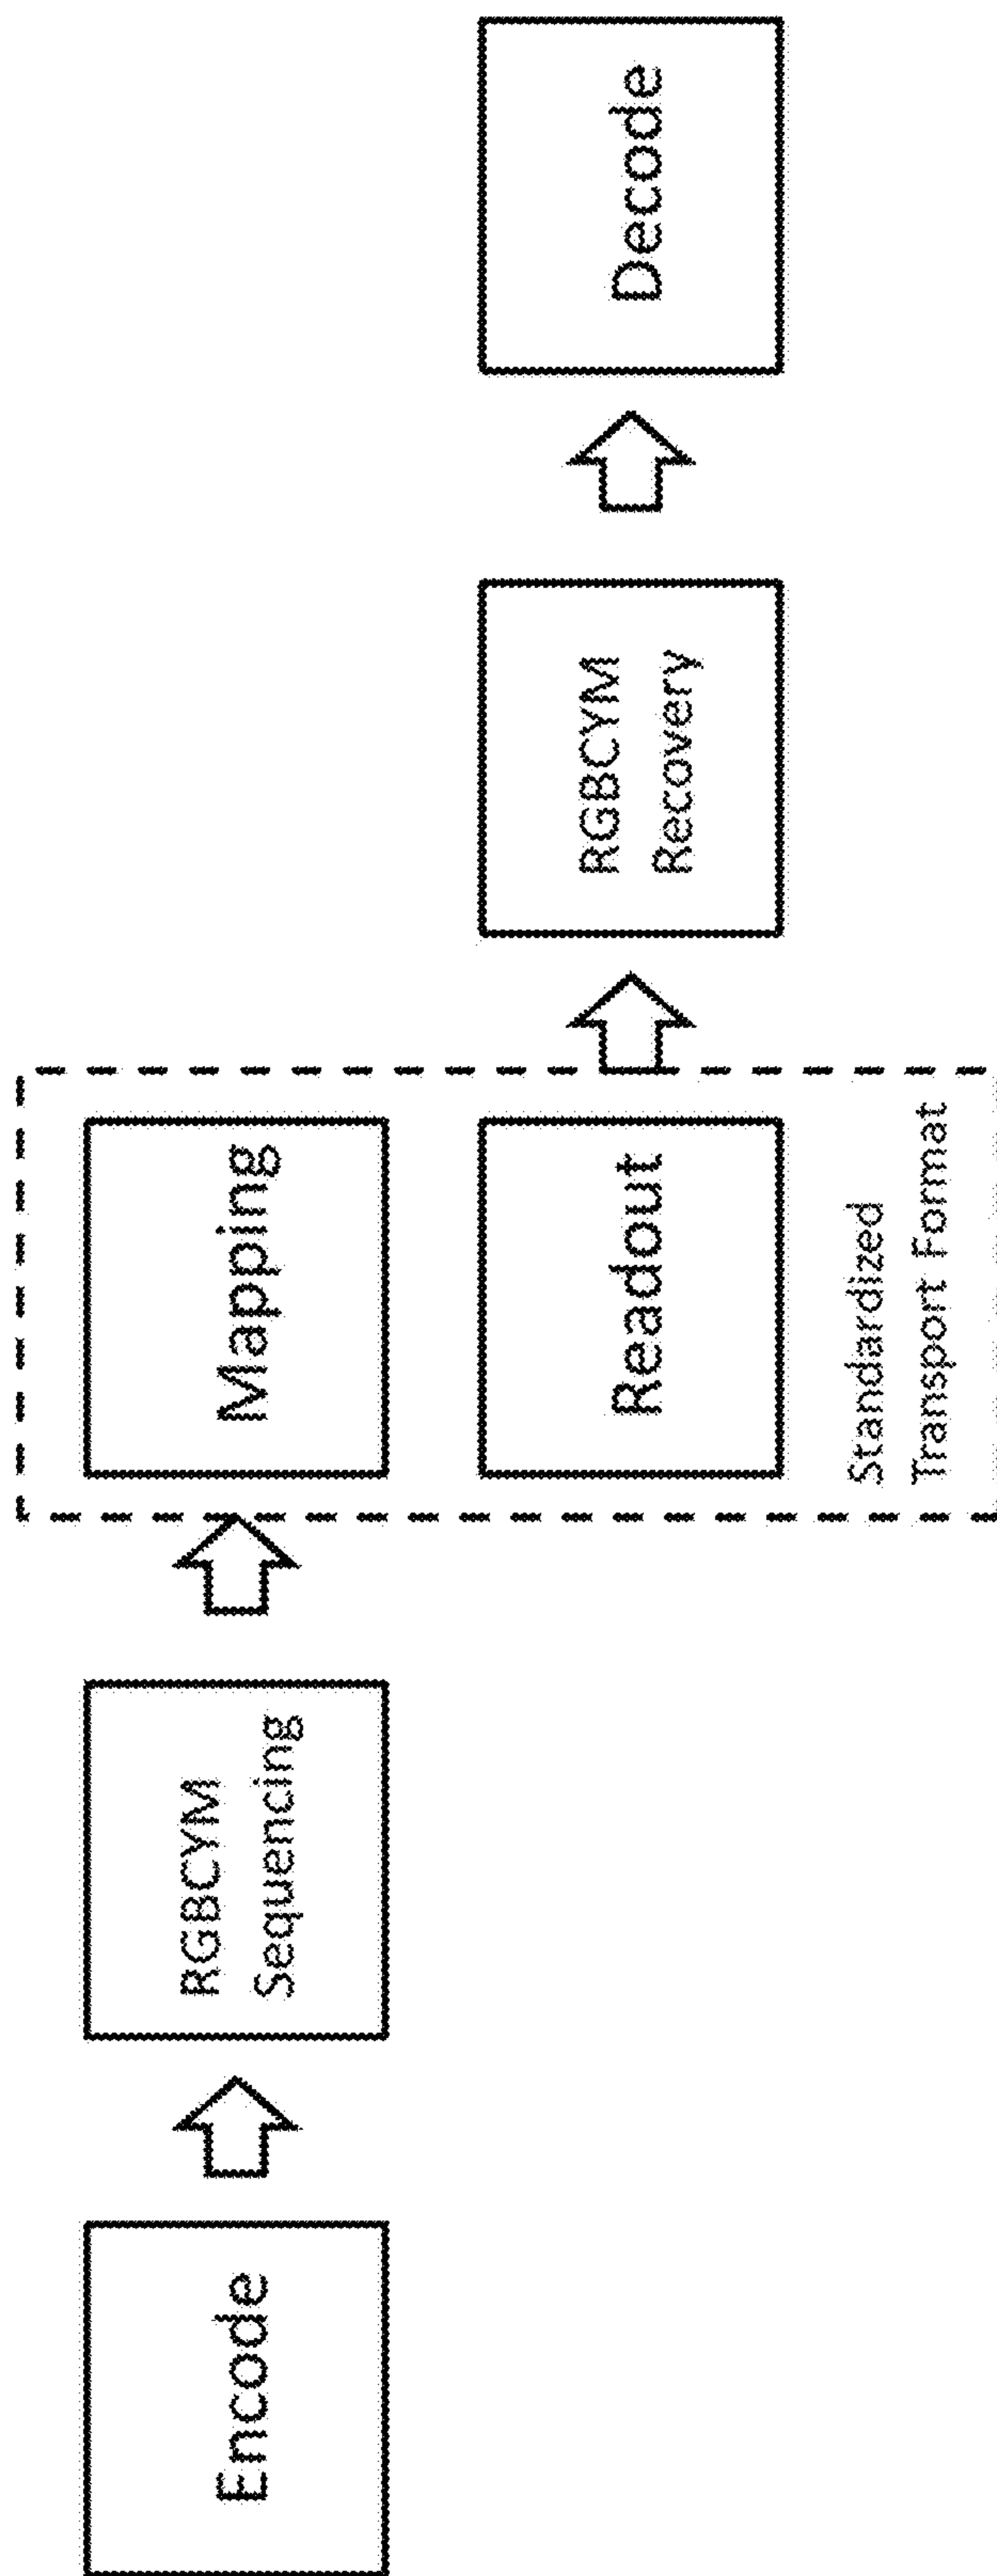 Encode
RGBCYM
Sequencing
Mapping
Readout
Standardized
Transport Format
RGBCYM
Recovery
Decode